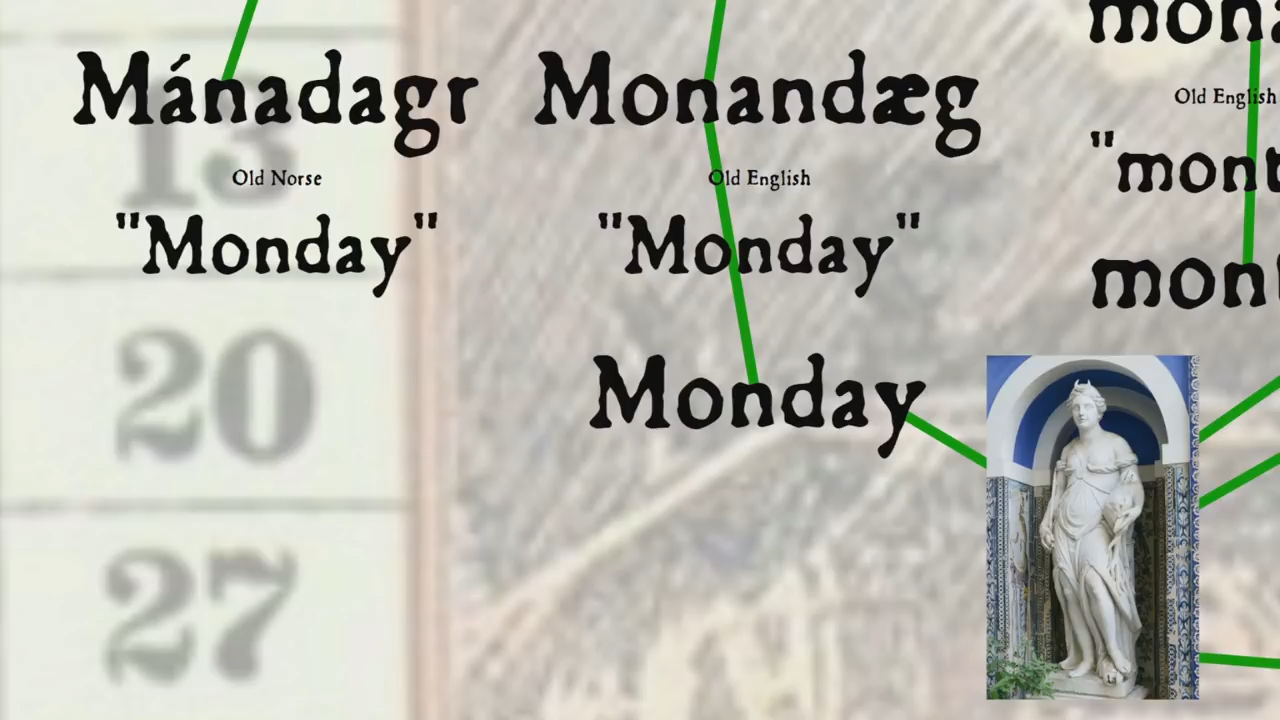 Mánadagr
Old Norse
"Monday"
Monandæg
Old English
"Monday"
Monday
Old English
13
20
27